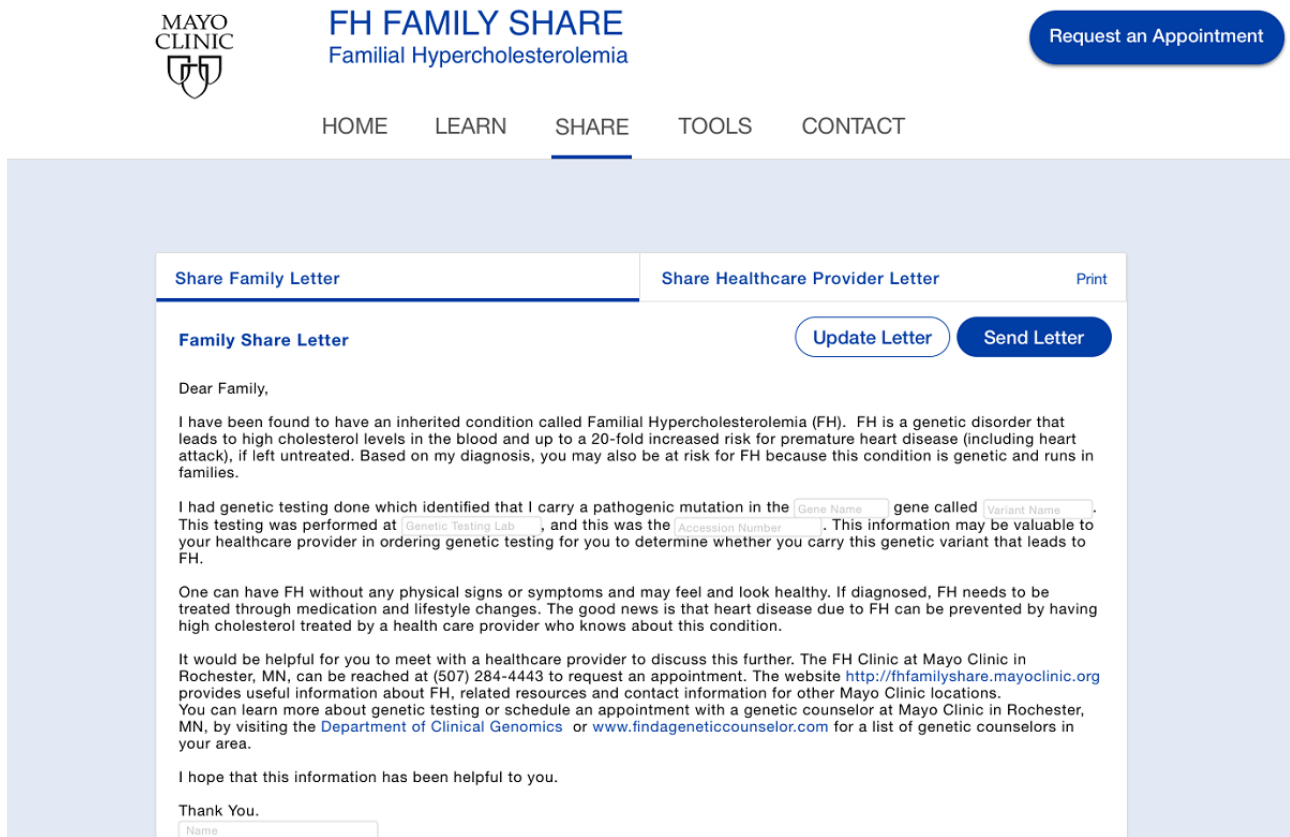 MAYO
CLINIC
FH FAMILY SHARE
Familial Hypercholesterolemia
Request an Appointment
HOME LEARN SHARE TOOLS CONTACT
Share Family Letter
Share Healthcare Provider Letter
Print
Family Share Letter
Update Letter
Send Letter
Dear Family,
I have been found to have an inherited condition called Familial Hypercholesterolemia (FH).  FH is a genetic disorder that
leads to high cholesterol levels in the blood and up to a 20-fold increased risk for premature heart disease (including heart
attack), if left untreated. Based on my diagnosis, you may also be at risk for FH because this condition is genetic and runs in
families.
I had genetic testing done which identified that I carry a pathogenic mutation in the Gene Name gene called Variant Name .
This testing was performed at Genetic Testing Lab , and this was the Accession Number . This information may be valuable to
your healthcare provider in ordering genetic testing for you to determine whether you carry this genetic variant that leads to
FH.
One can have FH without any physical signs or symptoms and may feel and look healthy. If diagnosed, FH needs to be
treated through medication and lifestyle changes. The good news is that heart disease due to FH can be prevented by having
high cholesterol treated by a health care provider who knows about this condition.
It would be helpful for you to meet with a healthcare provider to discuss this further. The FH Clinic at Mayo Clinic in
Rochester, MN, can be reached at (507) 284-4443 to request an appointment. The website http://fhfamilyshare.mayoclinic.org
provides useful information about FH, related resources and contact information for other Mayo Clinic locations.
You can learn more about genetic testing or schedule an appointment with a genetic counselor at Mayo Clinic in Rochester,
MN, by visiting the Department of Clinical Genomics  or www.findageneticcounselor.com for a list of genetic counselors in
your area.
I hope that this information has been helpful to you.
Thank You.
Name